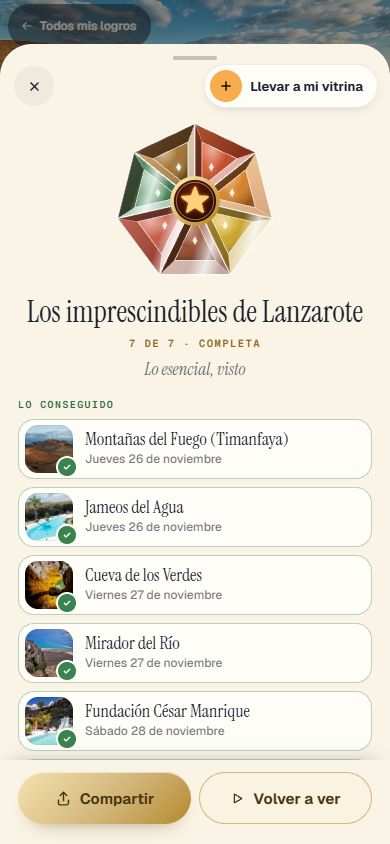 ← Todos mis logros
Llevar a mi vitrina
Los imprescindibles de Lanzarote
7 DE 7 · COMPLETA
Lo esencial, visto
LO CONSEGUIDO
Montañas del Fuego (Timanfaya)
Jueves 26 de noviembre
Jameos del Agua
Jueves 26 de noviembre
Cueva de los Verdes
Viernes 27 de noviembre
Mirador del Río
Viernes 27 de noviembre
Fundación César Manrique
Sábado 28 de noviembre
Compartir
Volver a ver